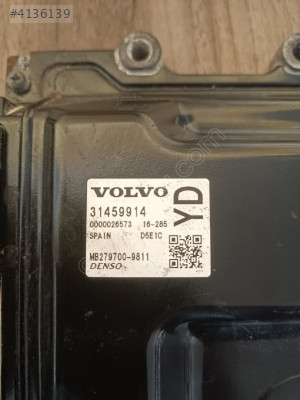 #4136139
VOLVO
31459914
0000026573 16-285
SPAIN D5E1C
YD
MB279700-9811
DENSO